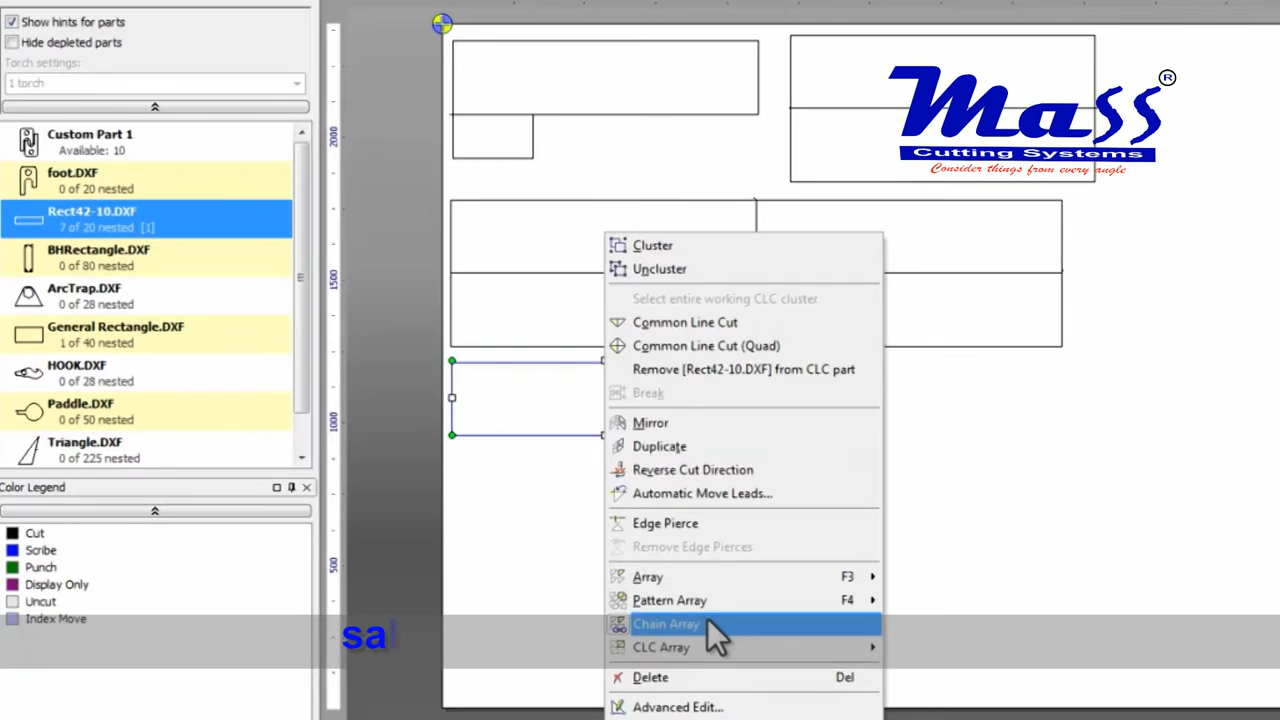 Show hints for parts
Hide depleted parts
Torch settings:
1 torch
Custom Part 1
Available: 10
foot.DXF
0 of 20 nested
Rect42-10.DXF
7 of 20 nested [1]
BHRectangle.DXF
0 of 80 nested
ArcTrap.DXF
0 of 28 nested
General Rectangle.DXF
1 of 40 nested
HOOK.DXF
0 of 28 nested
Paddle.DXF
0 of 50 nested
Triangle.DXF
0 of 225 nested
Color Legend
Cut
Scribe
Punch
Display Only
Uncut
Index Move
2000
1500
1000
500
Mass ®
Cutting Systems
Consider things from every angle
Cluster
Uncluster
Select entire working CLC cluster
Common Line Cut
Common Line Cut (Quad)
Remove [Rect42-10.DXF] from CLC part
Break
Mirror
Duplicate
Reverse Cut Direction
Automatic Move Leads...
Edge Pierce
Remove Edge Pierces
Array F3
Pattern Array F4
Chain Array
CLC Array
Delete Del
Advanced Edit...
sal